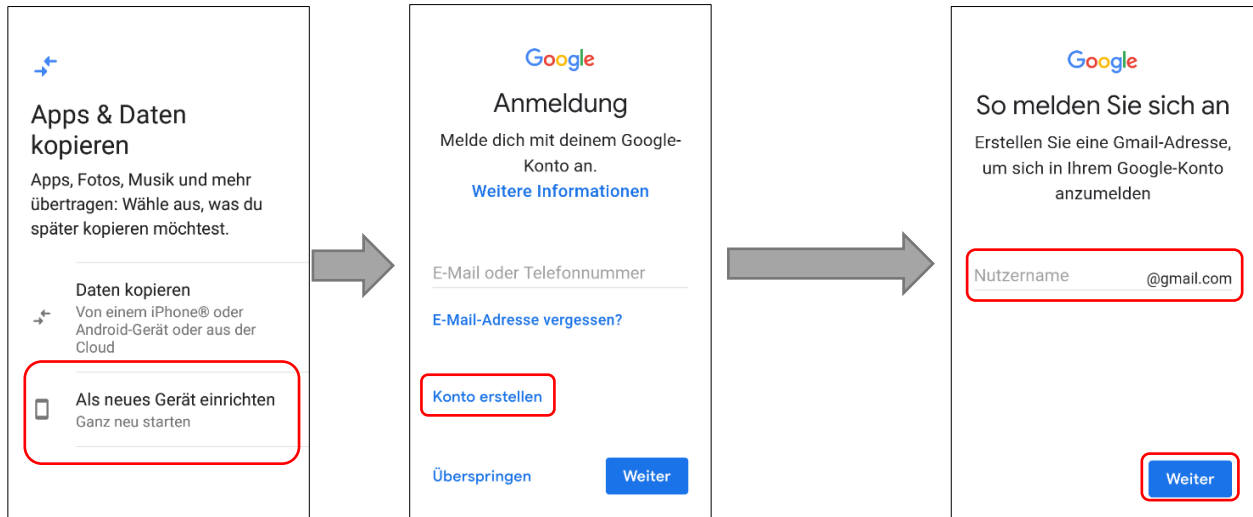 Apps & Daten
kopieren
Apps, Fotos, Musik und mehr
übertragen: Wähle aus, was du
später kopieren möchtest.
Daten kopieren
Von einem iPhone® oder
Android-Gerät oder aus der
Cloud
Als neues Gerät einrichten
Ganz neu starten
Google
Anmeldung
Melde dich mit deinem Google-
Konto an.
Weitere Informationen
E-Mail oder Telefonnummer
E-Mail-Adresse vergessen?
Konto erstellen
Überspringen Weiter
Google
So melden Sie sich an
Erstellen Sie eine Gmail-Adresse,
um sich in Ihrem Google-Konto
anzumelden
Nutzername @gmail.com
Weiter